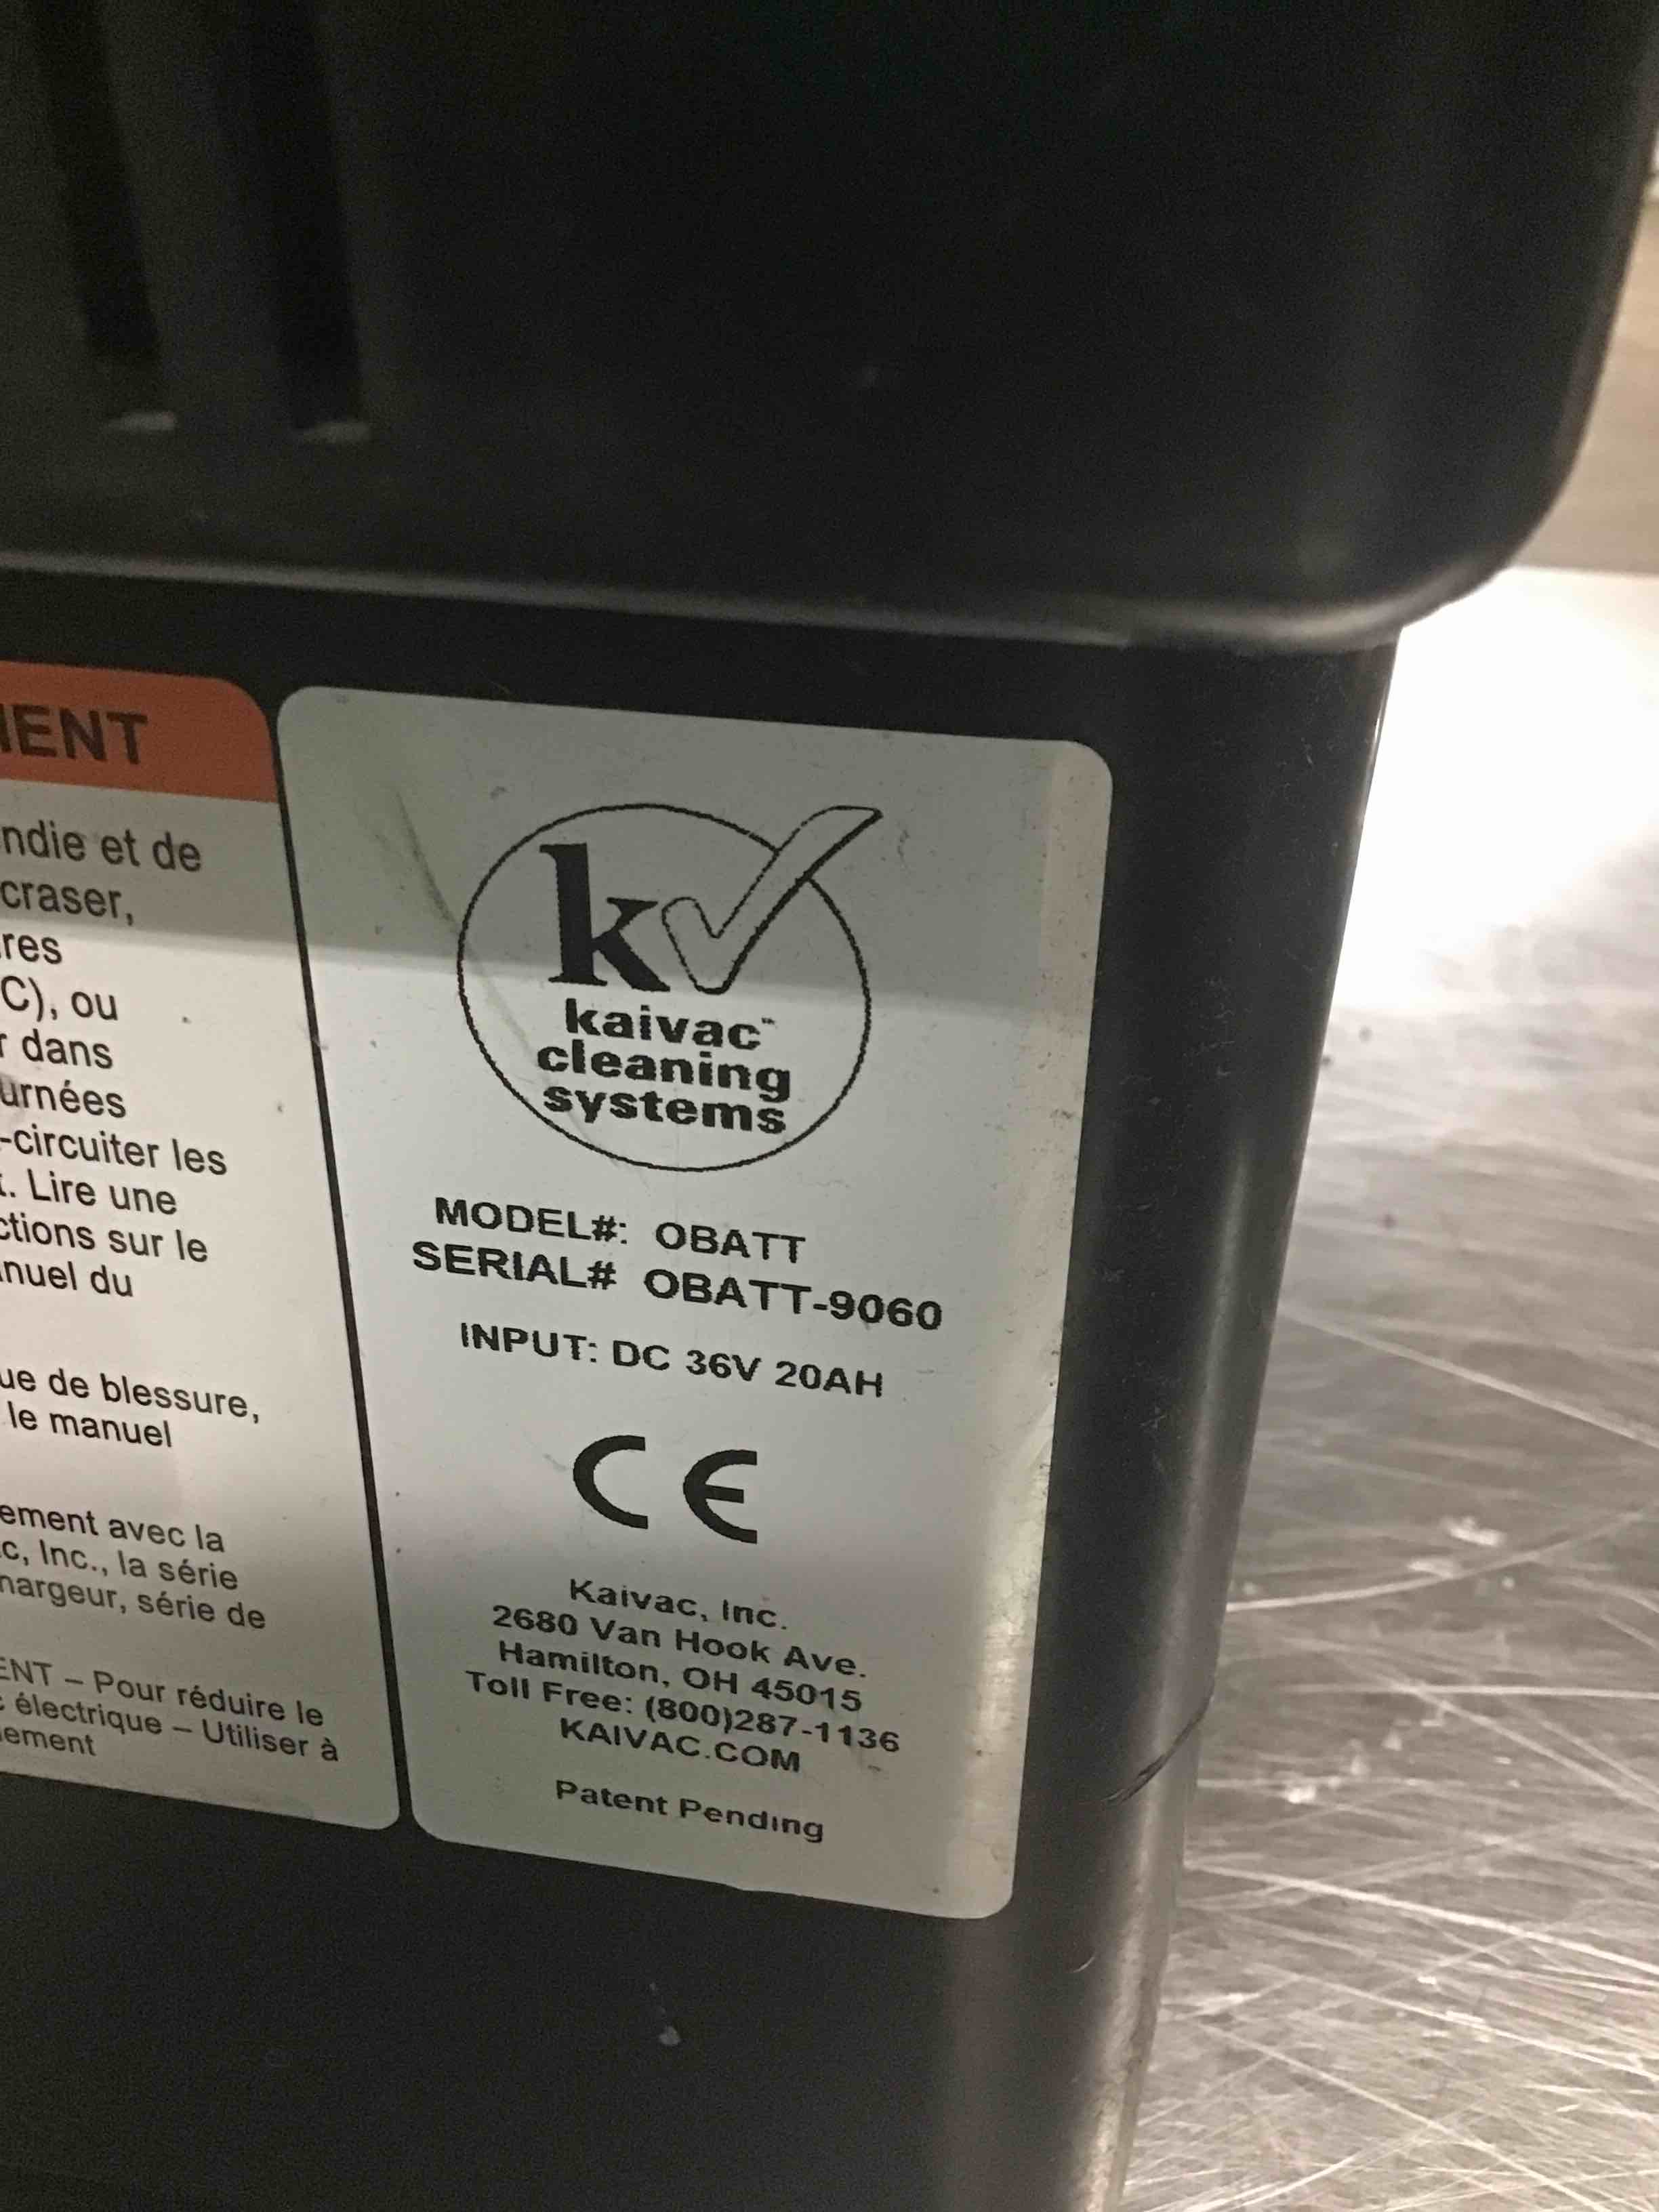 IENT
ndie et de
craser,
res
C), ou
r dans
urnées
-circuiter les
. Lire une
ctions sur le
nuel du
ue de blessure,
le manuel
ement avec la
c, Inc., la série
hargeur, série de
ENT – Pour réduire le
électrique – Utiliser à
ement
k
kaivac™
cleaning
systems
MODEL#: OBATT
SERIAL# OBATT-9060
INPUT: DC 36V 20AH
CE
Kaivac, Inc.
2680 Van Hook Ave.
Hamilton, OH 45015
Toll Free: (800)287-1136
KAIVAC.COM
Patent Pending